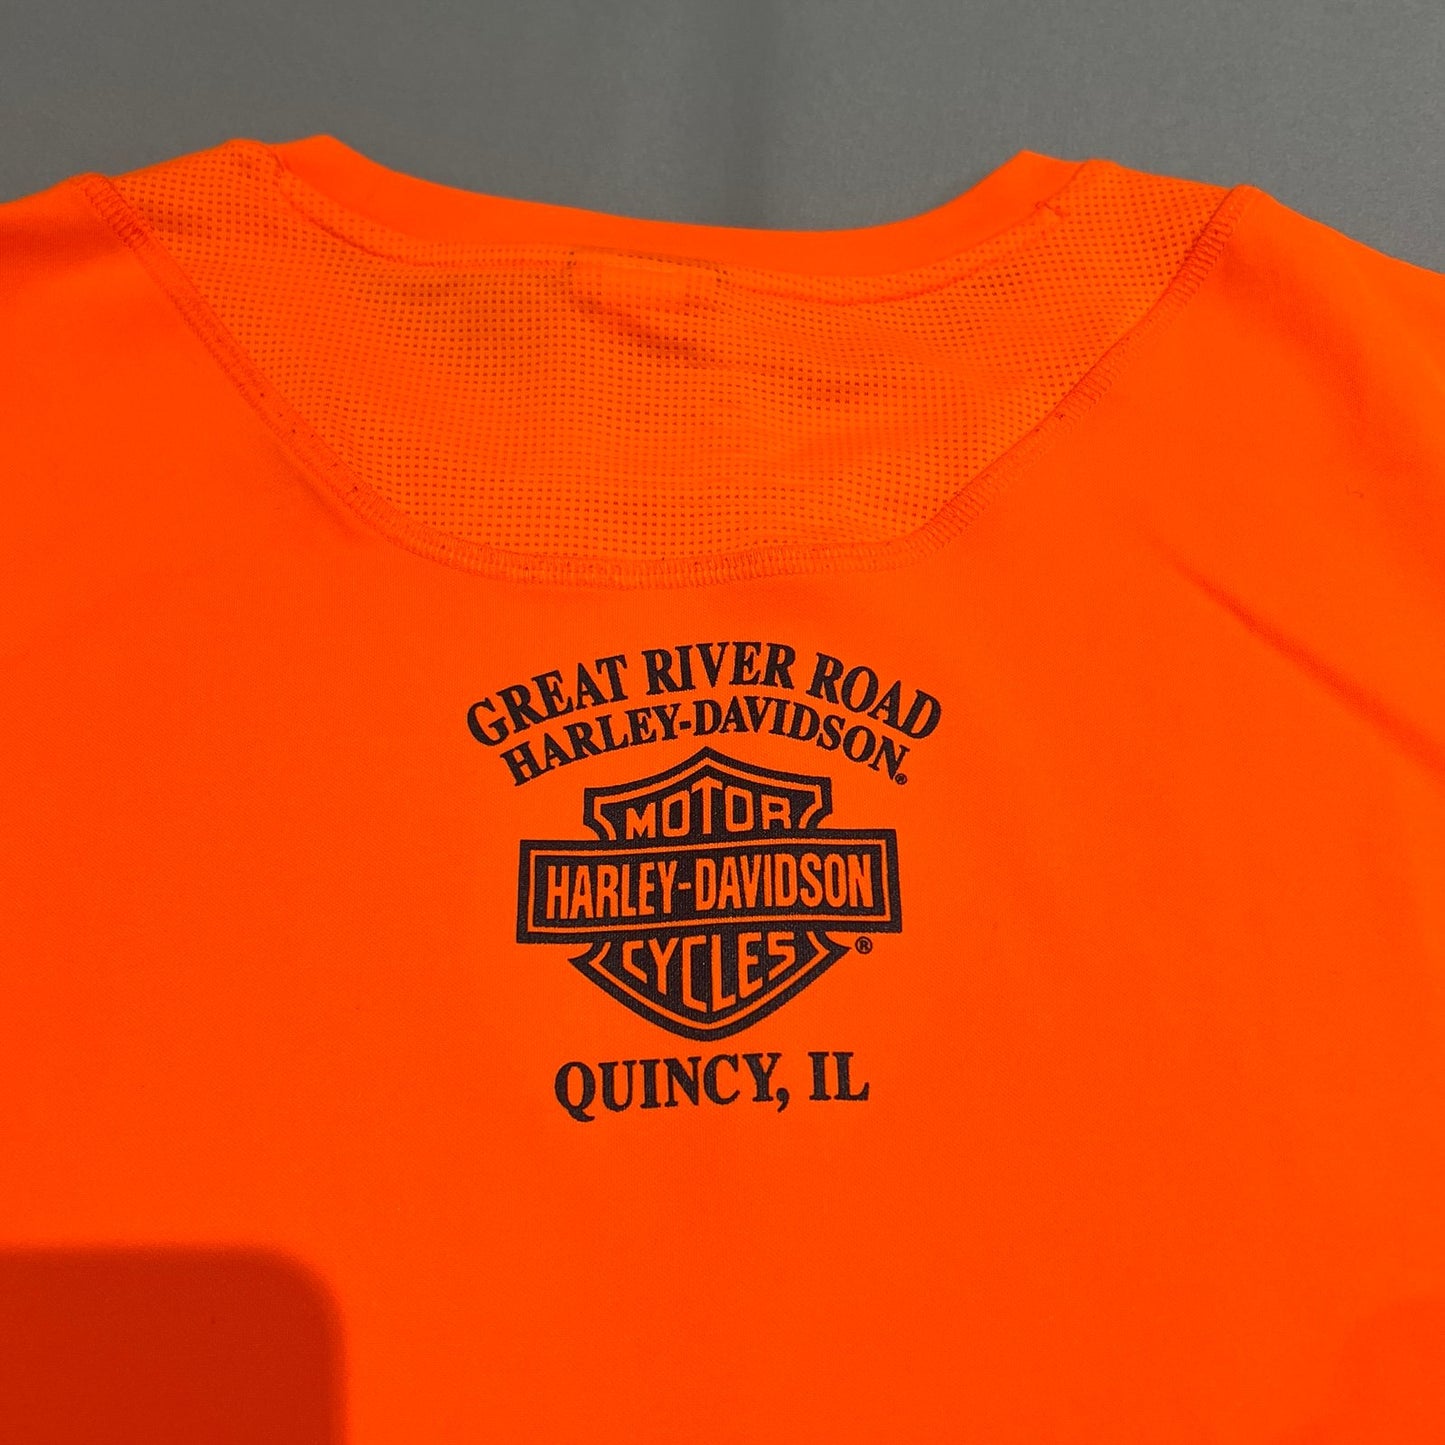 GREAT RIVER ROAD
HARLEY-DAVIDSON®
MOTOR
HARLEY-DAVIDSON
CYCLES ®
QUINCY, IL